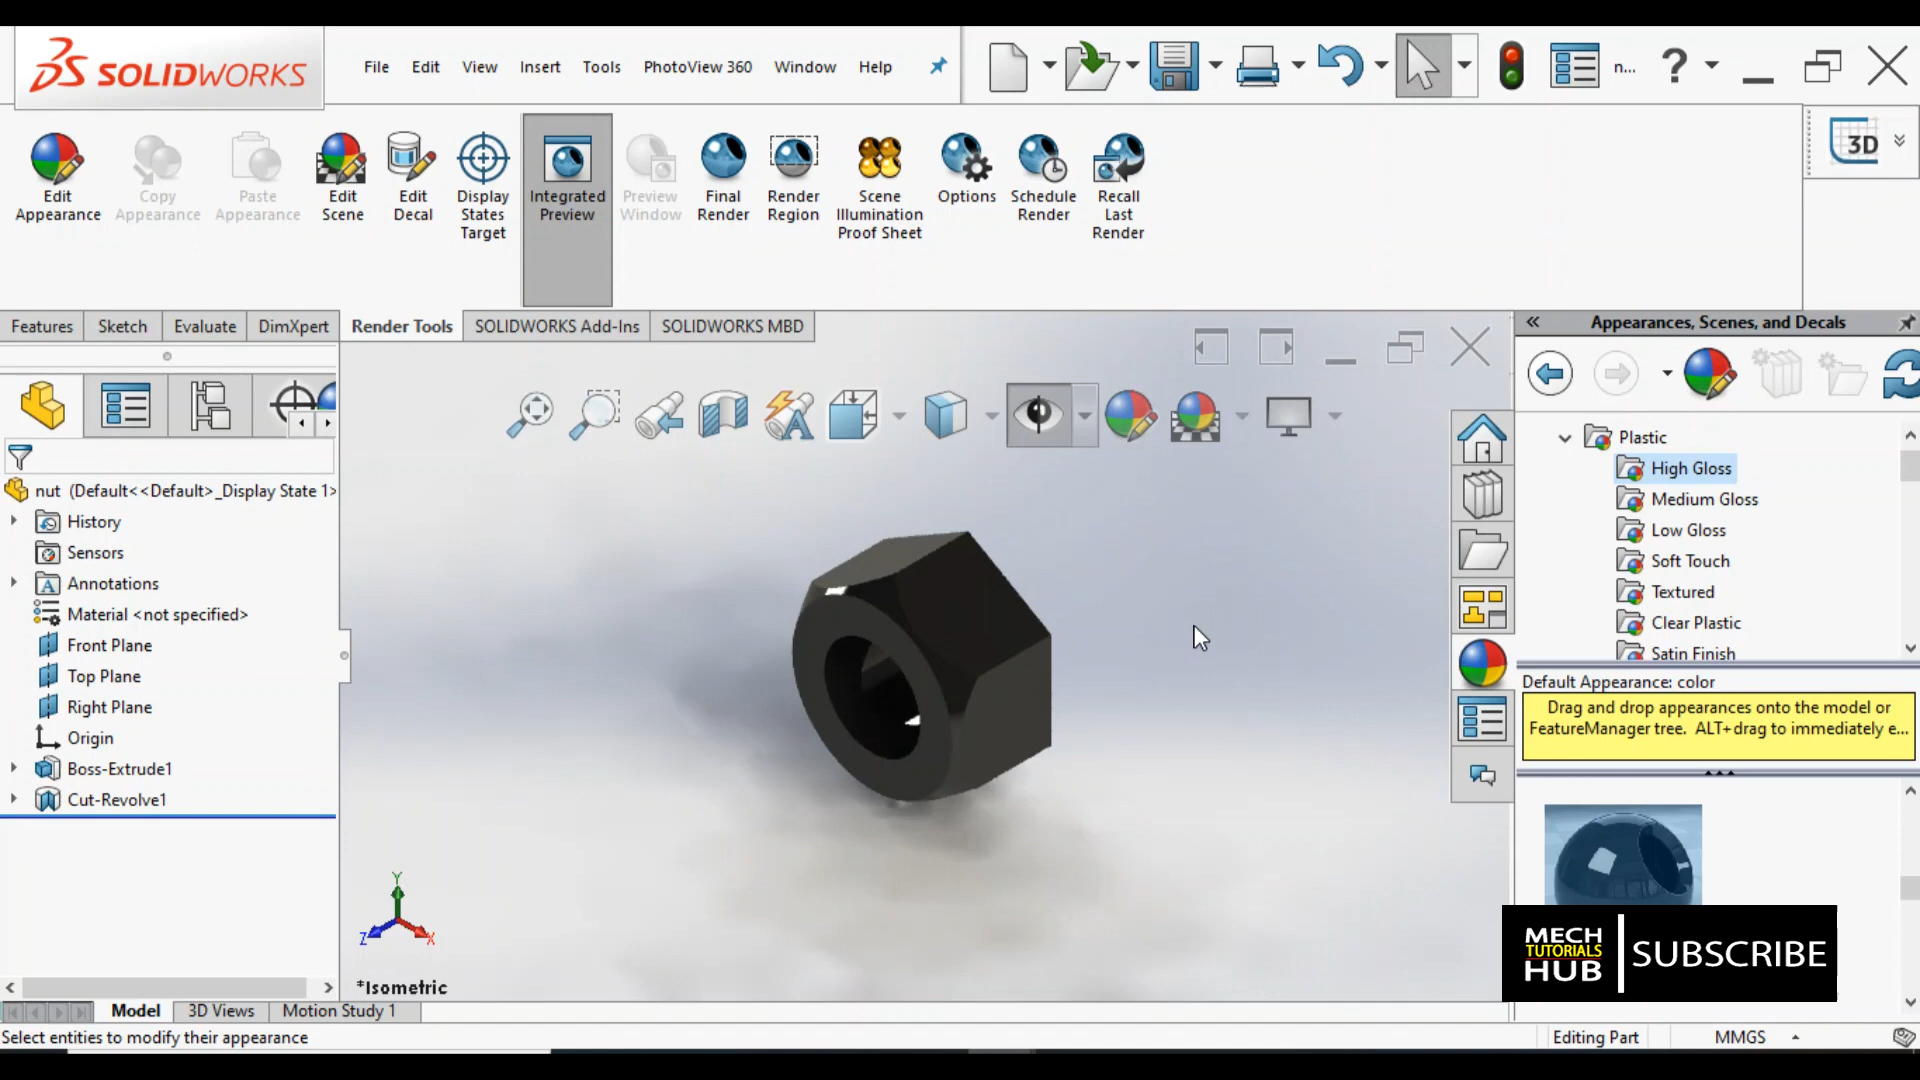 SOLIDWORKS
File Edit View Insert Tools PhotoView 360 Window Help
n... ?
Edit Appearance
Copy Appearance
Paste Appearance
Edit Scene
Edit Decal
Display States Target
Integrated Preview
Preview Window
Final Render
Render Region
Scene Illumination Proof Sheet
Options
Schedule Render
Recall Last Render
3D
Features Sketch Evaluate DimXpert Render Tools SOLIDWORKS Add-Ins SOLIDWORKS MBD
nut (Default<<Default>_Display State 1>
History
Sensors
Annotations
Material <not specified>
Front Plane
Top Plane
Right Plane
Origin
Boss-Extrude1
Cut-Revolve1
Y
Z
X
*Isometric
Appearances, Scenes, and Decals
Plastic
High Gloss
Medium Gloss
Low Gloss
Soft Touch
Textured
Clear Plastic
Satin Finish
Default Appearance: color
Drag and drop appearances onto the model or
FeatureManager tree. ALT+drag to immediately e...
MECH
TUTORIALS
HUB
SUBSCRIBE
Model 3D Views Motion Study 1
Select entities to modify their appearance
Editing Part MMGS